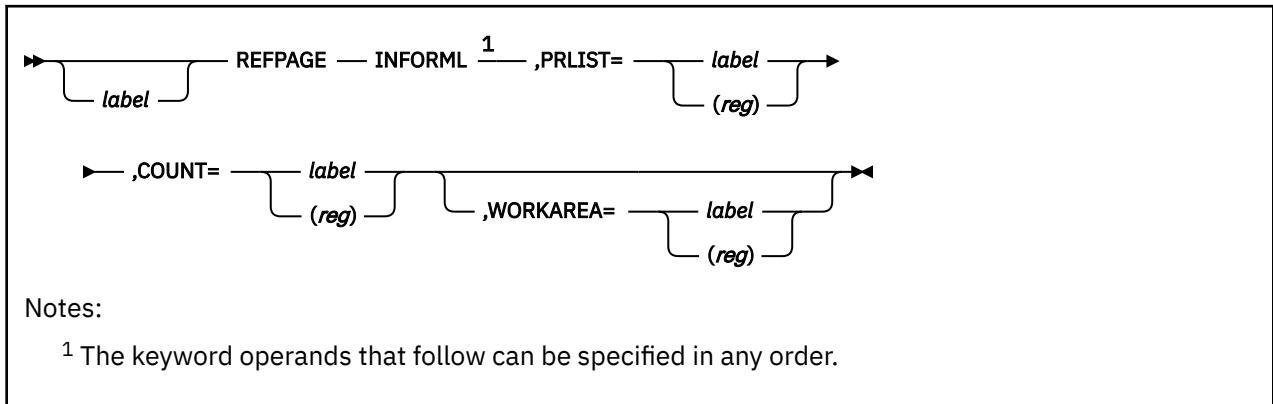 REFPAGE INFORML 1 ,PRLIST= label
label (reg)
,COUNT= label
(reg) ,WORKAREA= label
(reg)
Notes:
1 The keyword operands that follow can be specified in any order.